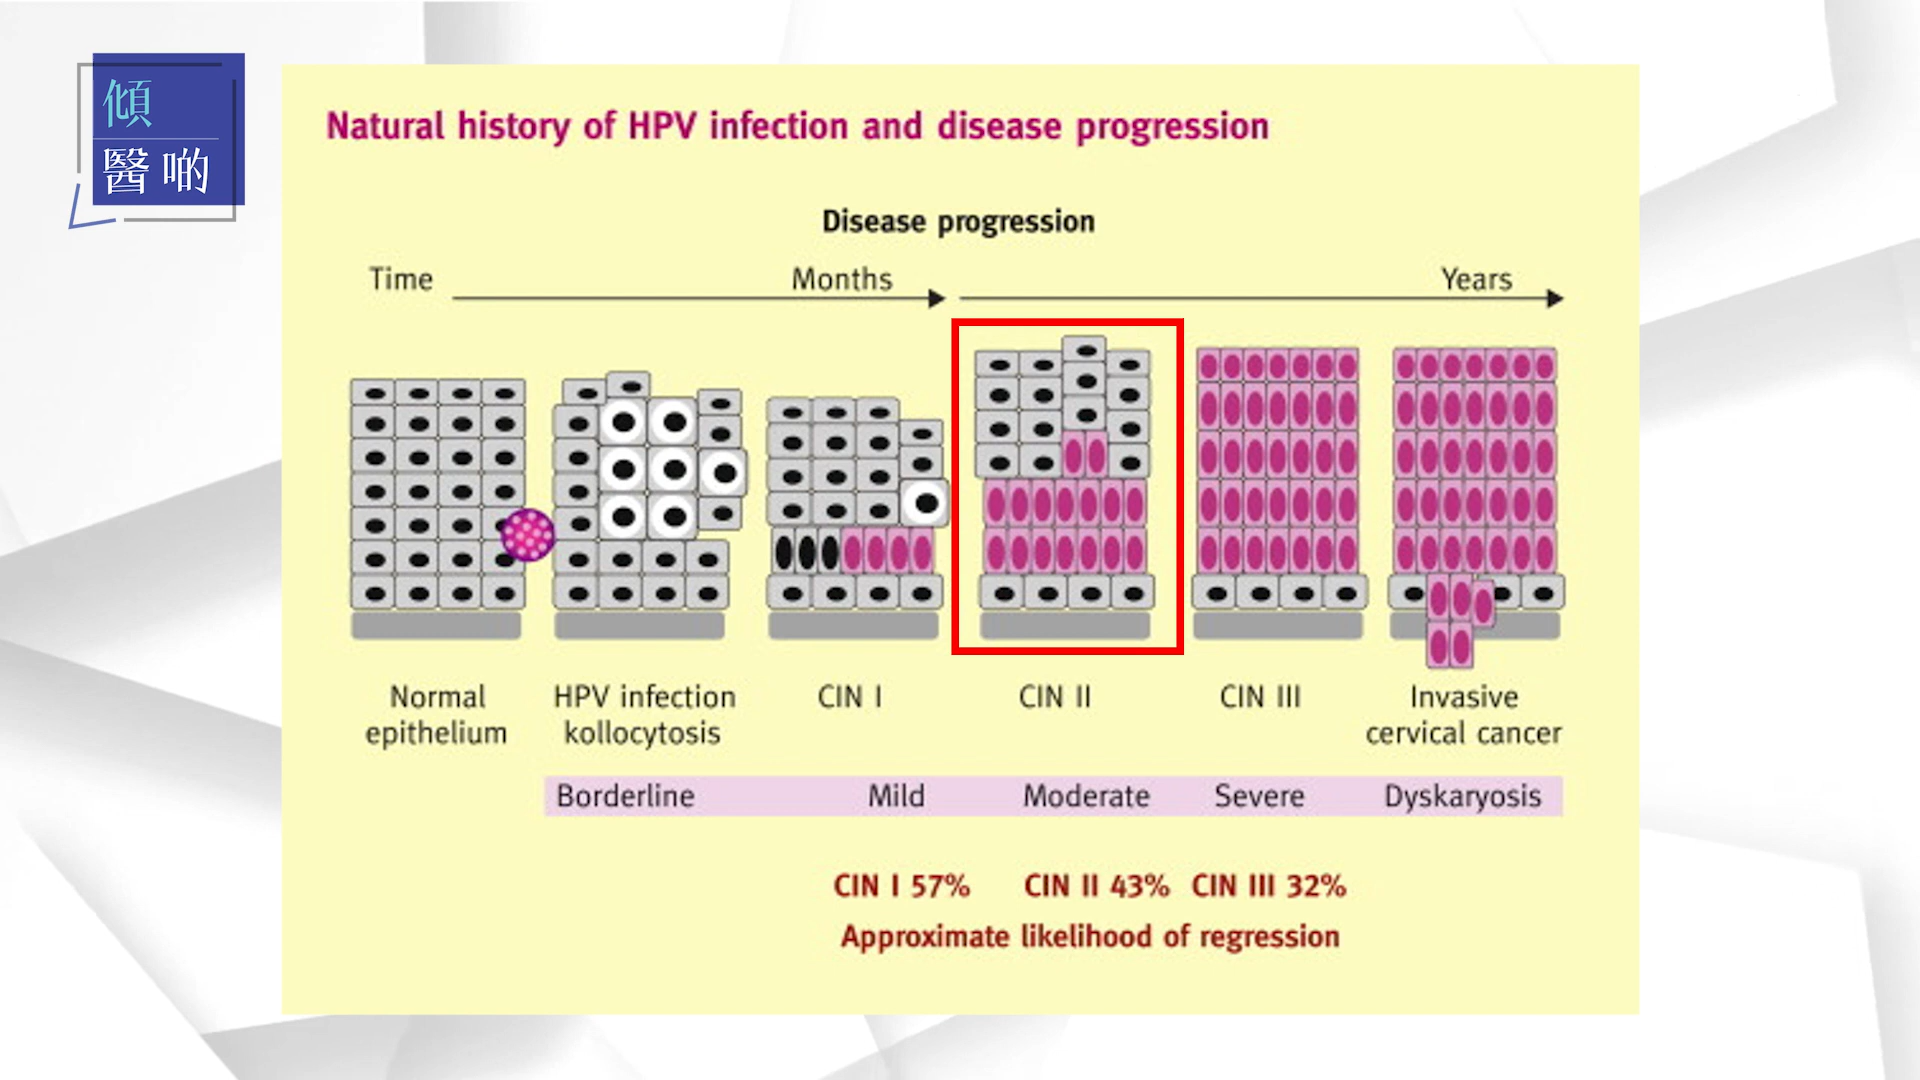 傾
醫啲
Natural history of HPV infection and disease progression
Disease progression
Time Months Years
Normal epithelium
HPV infection kollocytosis
CIN I
CIN II
CIN III
Invasive cervical cancer
Borderline Mild Moderate Severe Dyskaryosis
CIN I 57% CIN II 43% CIN III 32%
Approximate likelihood of regression